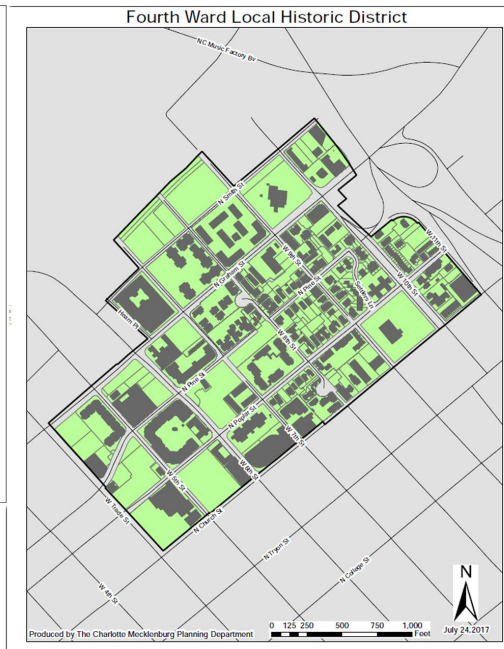 Fourth Ward Local Historic District
NC Music Factory Bv
N Smith St
W 11th St
N Graham St
W 9th St
N Pine St
W 10th St
Settlers Ln
Hearn Pl
W 8th St
N Pine St
N Poplar St
W 7th St
W 6th St
W 5th St
W Trade St
N Church St
N Tryon St
N College St
W 4th St
N
0 125 250 500 750 1,000
Feet
July 24,2017
Produced by The Charlotte Mecklenburg Planning Department